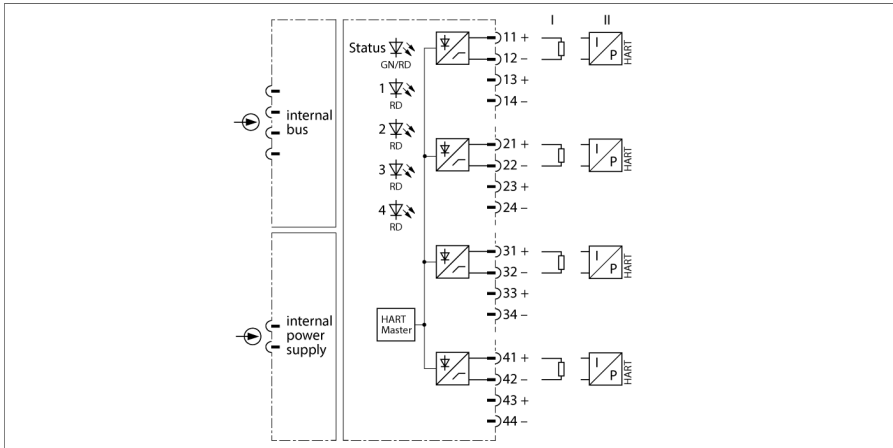 I II
Status
GN/RD
1
RD
2
RD
3
RD
4
RD
internal
bus
internal
power
supply
HART
Master
11 +
12 –
13 +
14 –
I
P
HART
21 +
22 –
23 +
24 –
I
P
HART
31 +
32 –
33 +
34 –
I
P
HART
41 +
42 –
43 +
44 –
I
P
HART